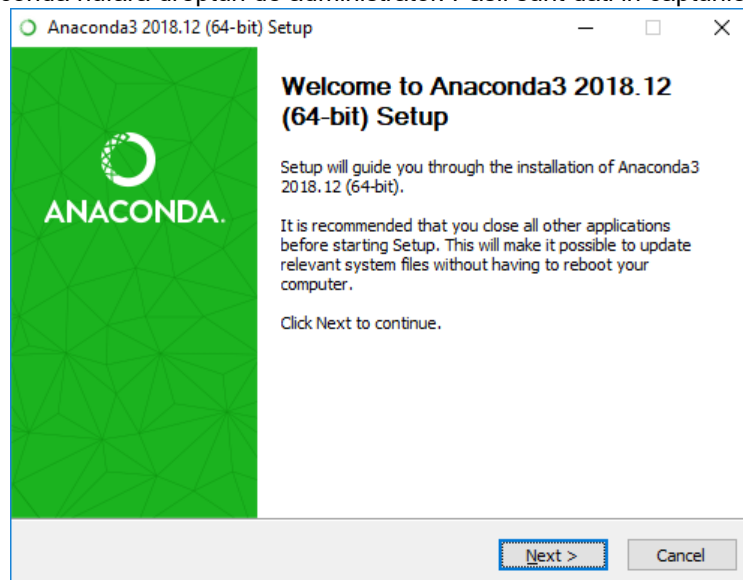 Anaconda3 2018.12 (64-bit) Setup
Welcome to Anaconda3 2018.12
(64-bit) Setup
Setup will guide you through the installation of Anaconda3
2018.12 (64-bit).
ANACONDA.
It is recommended that you close all other applications
before starting Setup. This will make it possible to update
relevant system files without having to reboot your
computer.
Click Next to continue.
Next >
Cancel